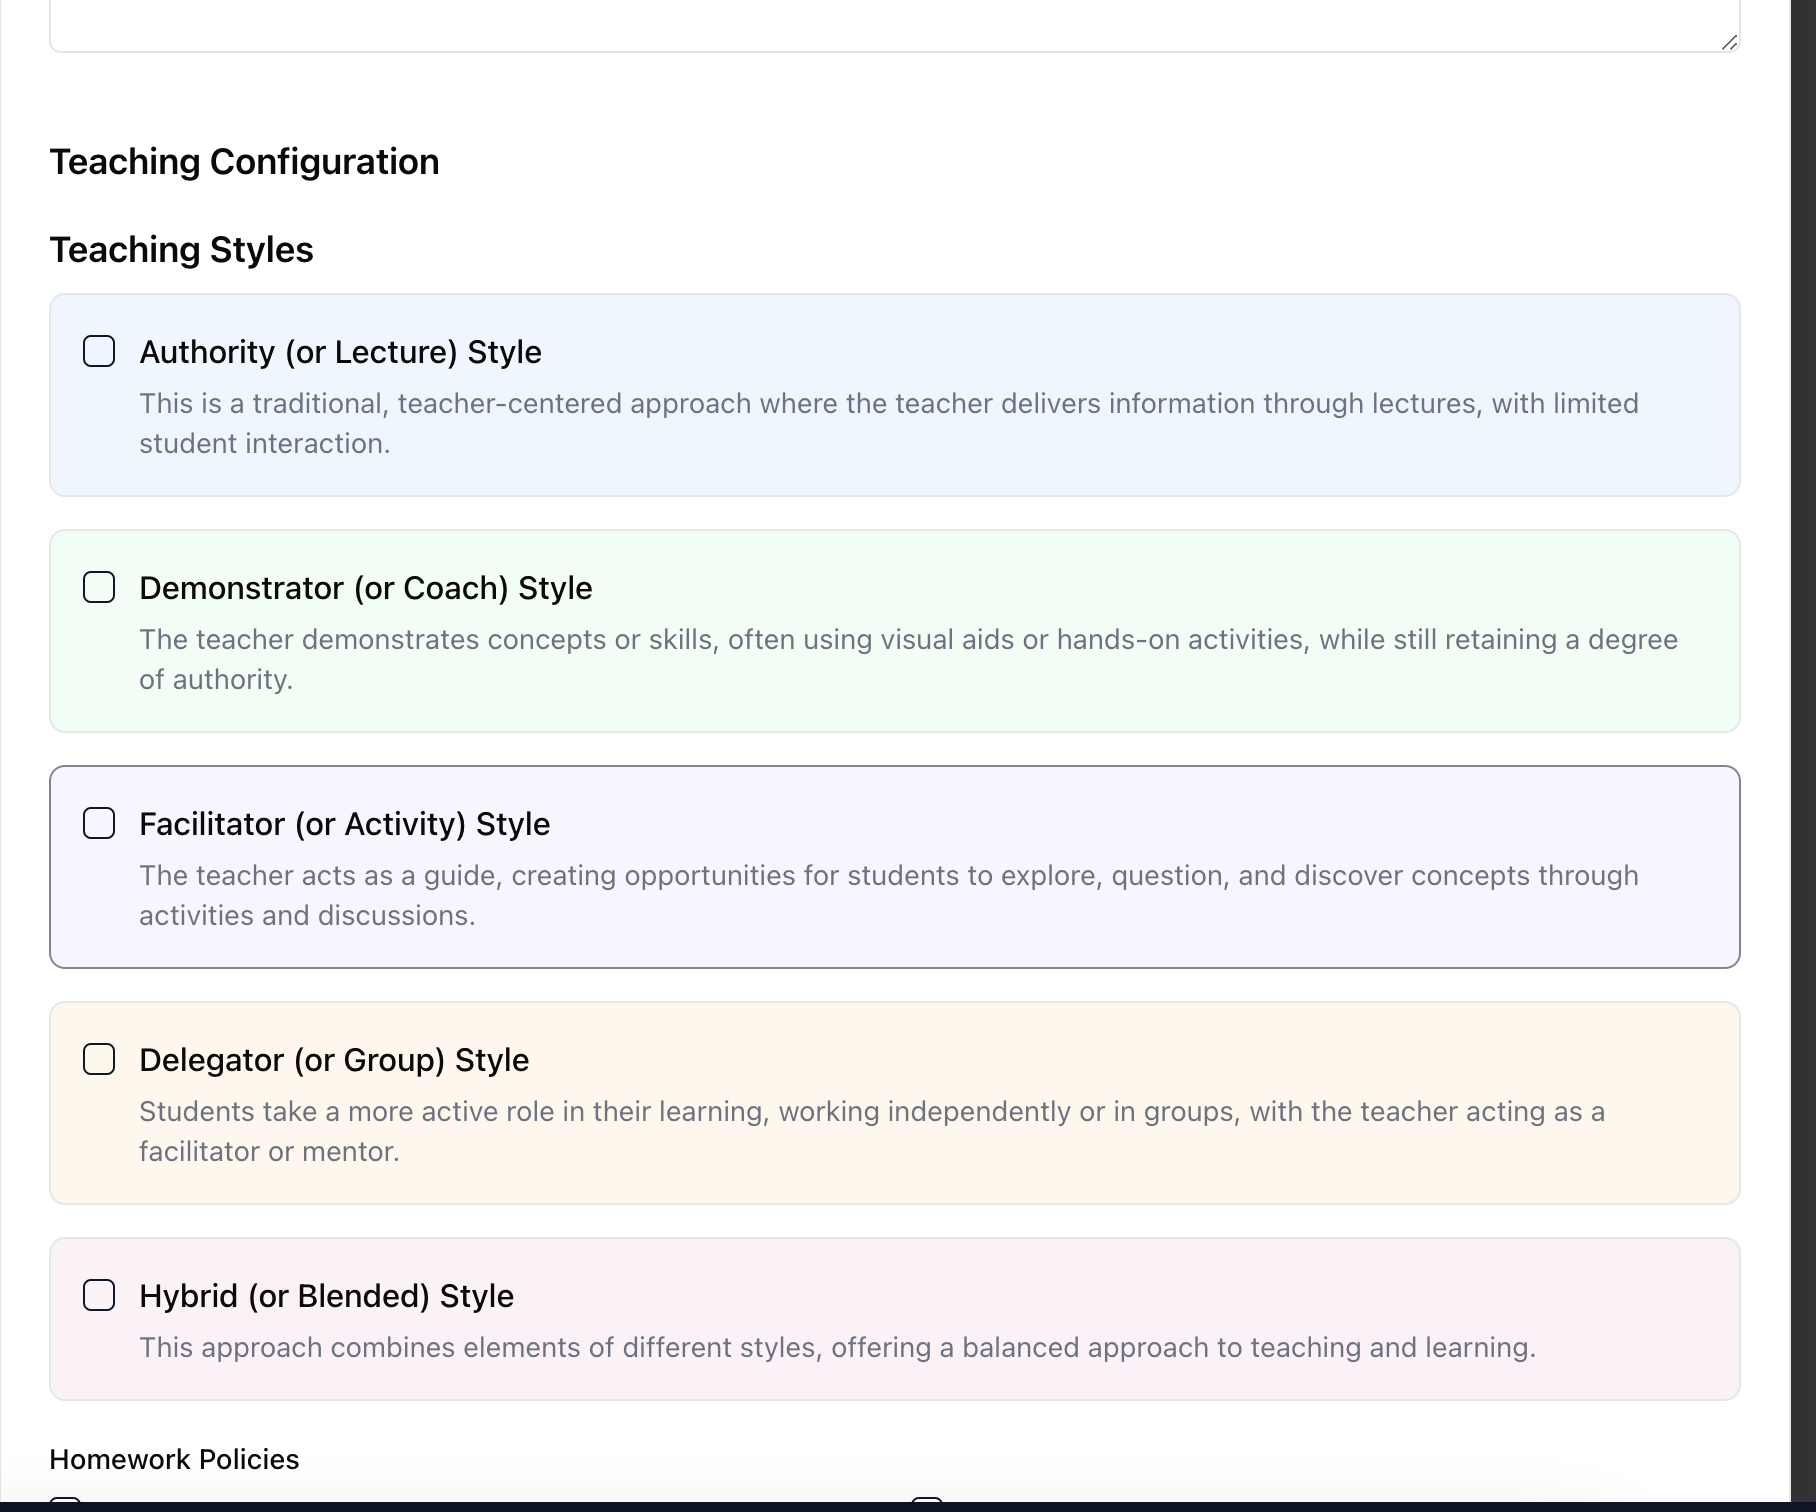 Teaching Configuration
Teaching Styles
Authority (or Lecture) Style
This is a traditional, teacher-centered approach where the teacher delivers information through lectures, with limited
student interaction.
Demonstrator (or Coach) Style
The teacher demonstrates concepts or skills, often using visual aids or hands-on activities, while still retaining a degree
of authority.
Facilitator (or Activity) Style
The teacher acts as a guide, creating opportunities for students to explore, question, and discover concepts through
activities and discussions.
Delegator (or Group) Style
Students take a more active role in their learning, working independently or in groups, with the teacher acting as a
facilitator or mentor.
Hybrid (or Blended) Style
This approach combines elements of different styles, offering a balanced approach to teaching and learning.
Homework Policies